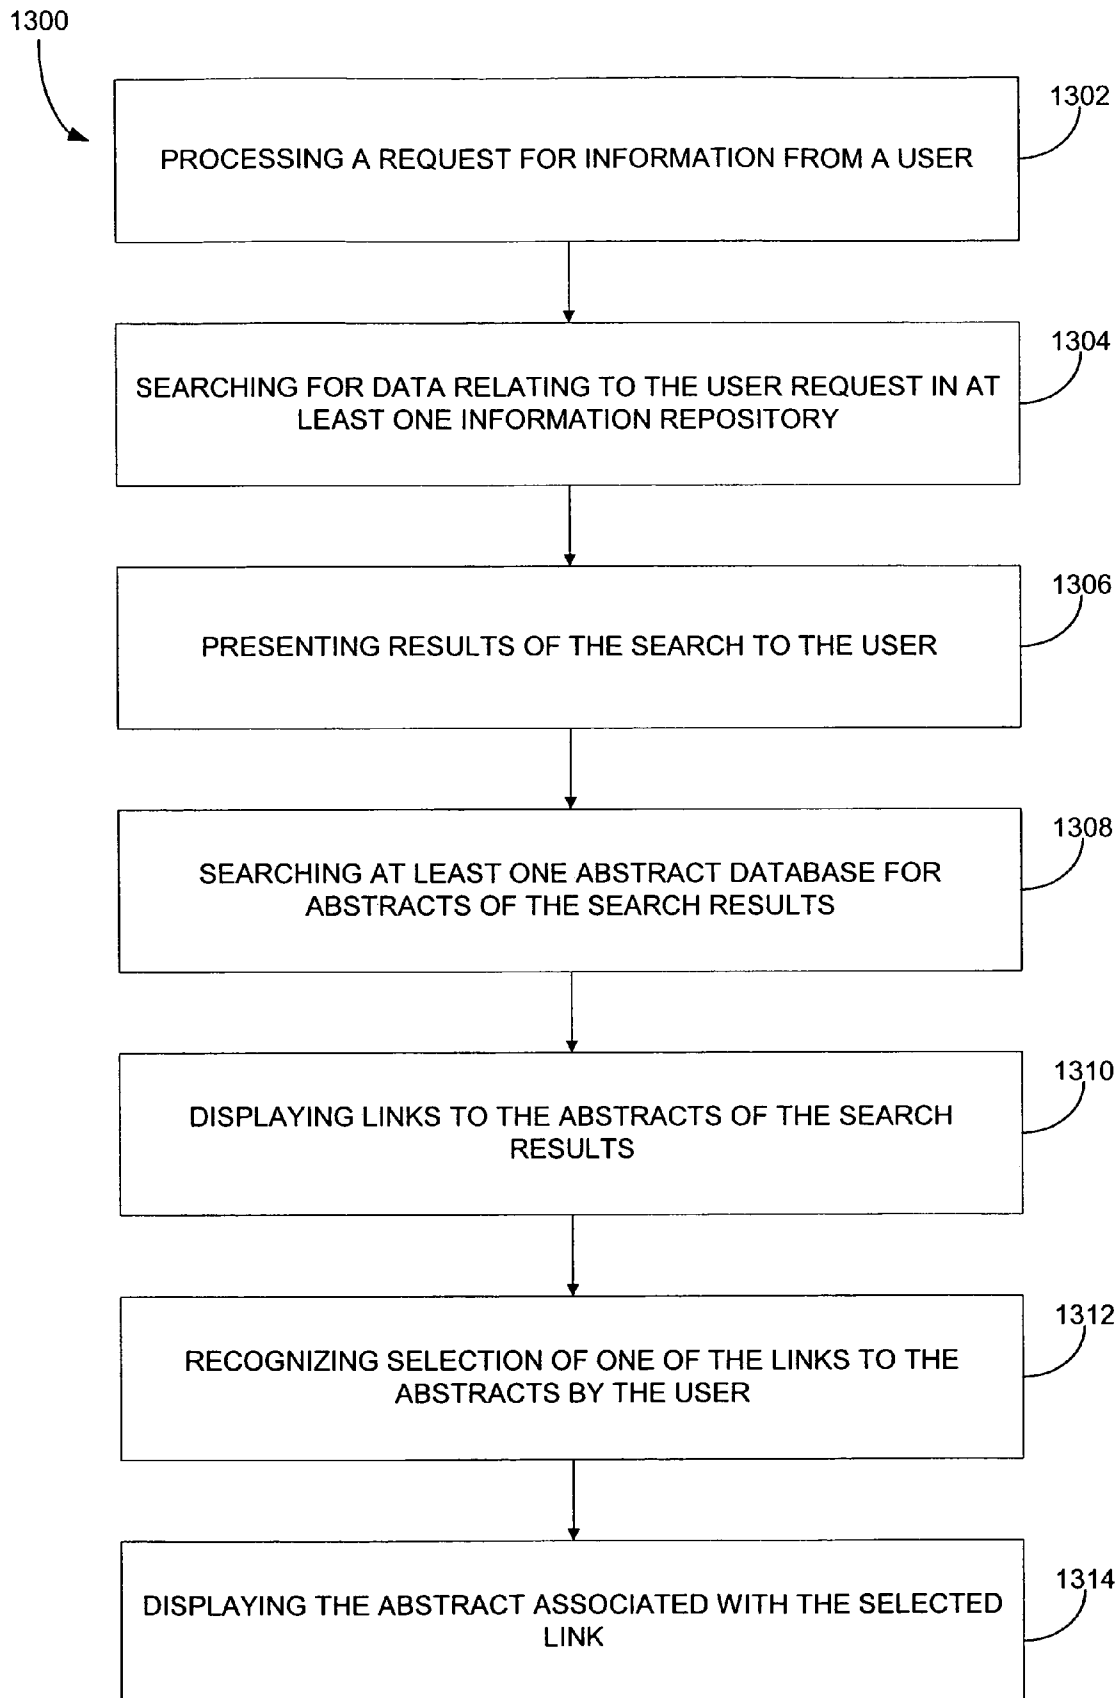 1300
1302
PROCESSING A REQUEST FOR INFORMATION FROM A USER
1304
SEARCHING FOR DATA RELATING TO THE USER REQUEST IN AT
LEAST ONE INFORMATION REPOSITORY
1306
PRESENTING RESULTS OF THE SEARCH TO THE USER
1308
SEARCHING AT LEAST ONE ABSTRACT DATABASE FOR
ABSTRACTS OF THE SEARCH RESULTS
1310
DISPLAYING LINKS TO THE ABSTRACTS OF THE SEARCH
RESULTS
1312
RECOGNIZING SELECTION OF ONE OF THE LINKS TO THE
ABSTRACTS BY THE USER
1314
DISPLAYING THE ABSTRACT ASSOCIATED WITH THE SELECTED
LINK